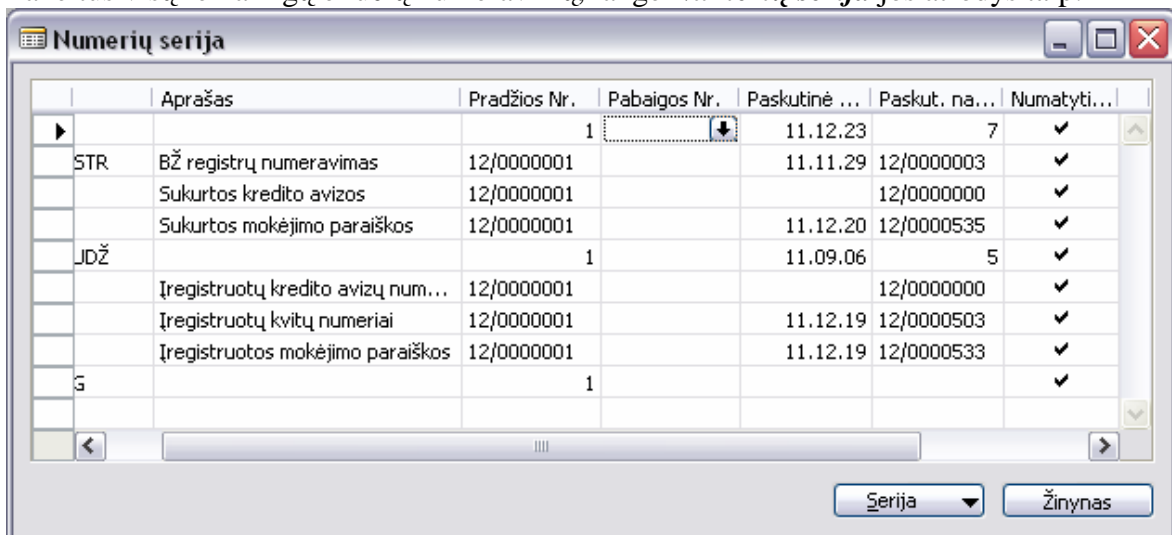 Numerių serija
Aprašas Pradžios Nr. Pabaigos Nr. Paskutinė ... Paskut. na... Numatyti...
1 11.12.23 7
STR BŽ registrų numeravimas 12/0000001 11.11.29 12/0000003
Sukurtos kredito avizos 12/0000001 12/0000000
Sukurtos mokėjimo paraiškos 12/0000001 11.12.20 12/0000535
JDŽ 1 11.09.06 5
Įregistruotų kredito avizų num... 12/0000001 12/0000000
Įregistruotų kvitų numeriai 12/0000001 11.12.19 12/0000503
Įregistruotos mokėjimo paraiškos 12/0000001 11.12.19 12/0000533
G 1
Serija Žinynas